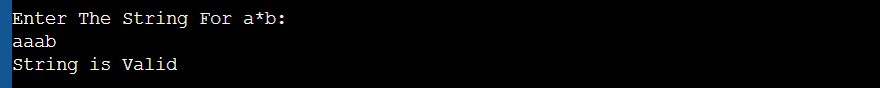 Enter The String For a*b:
aaab
String is Valid